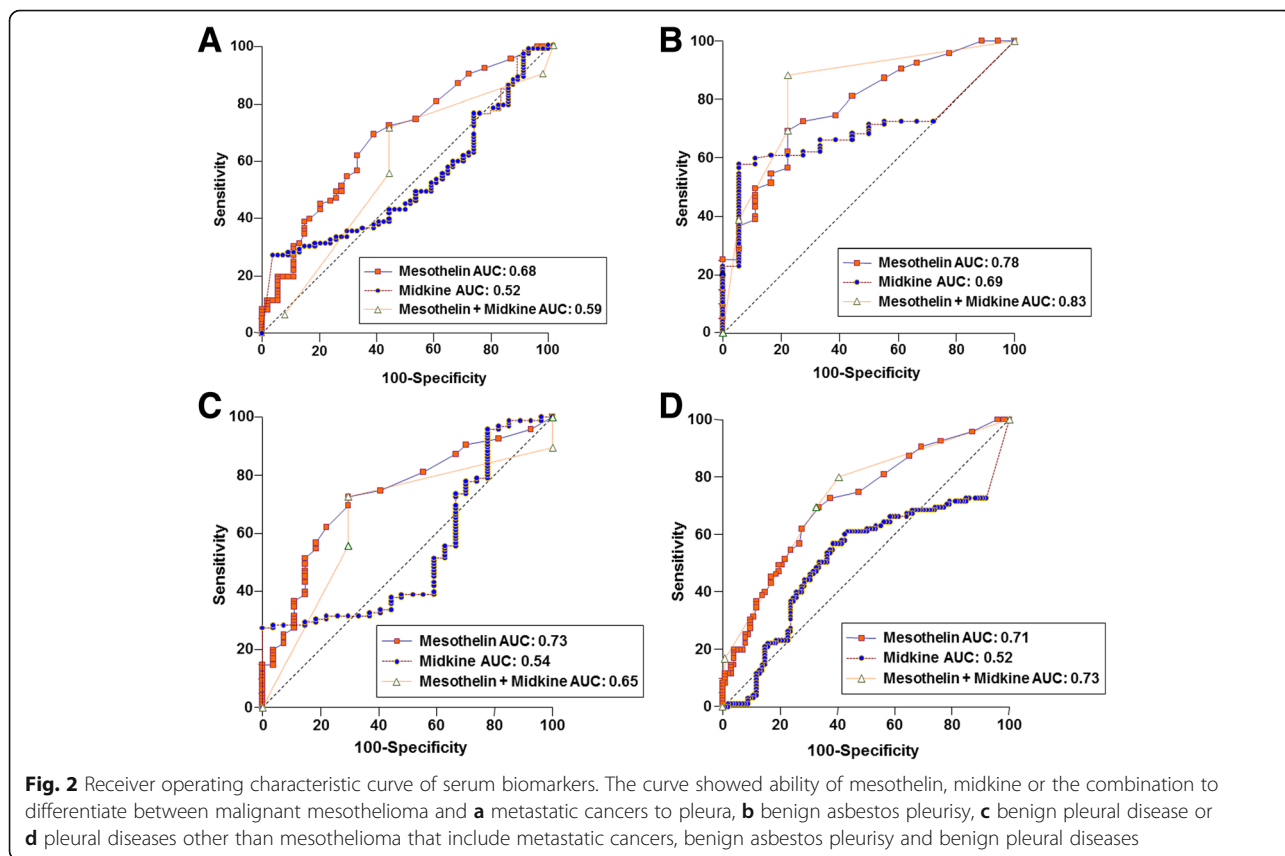 A
100
80
60
40
20
0
Sensitivity
0 20 40 60 80 100
100-Specificity
Mesothelin AUC: 0.68
Midkine AUC: 0.52
Mesothelin + Midkine AUC: 0.59
B
100
80
60
40
20
0
Sensitivity
0 20 40 60 80 100
100-Specificity
Mesothelin AUC: 0.78
Midkine AUC: 0.69
Mesothelin + Midkine AUC: 0.83
C
100
80
60
40
20
0
Sensitivity
0 20 40 60 80 100
100-Specificity
Mesothelin AUC: 0.73
Midkine AUC: 0.54
Mesothelin + Midkine AUC: 0.65
D
100
80
60
40
20
0
Sensitivity
0 20 40 60 80 100
100-Specificity
Mesothelin AUC: 0.71
Midkine AUC: 0.52
Mesothelin + Midkine AUC: 0.73
Fig. 2 Receiver operating characteristic curve of serum biomarkers. The curve showed ability of mesothelin, midkine or the combination to
differentiate between malignant mesothelioma and a metastatic cancers to pleura, b benign asbestos pleurisy, c benign pleural disease or
d pleural diseases other than mesothelioma that include metastatic cancers, benign asbestos pleurisy and benign pleural diseases